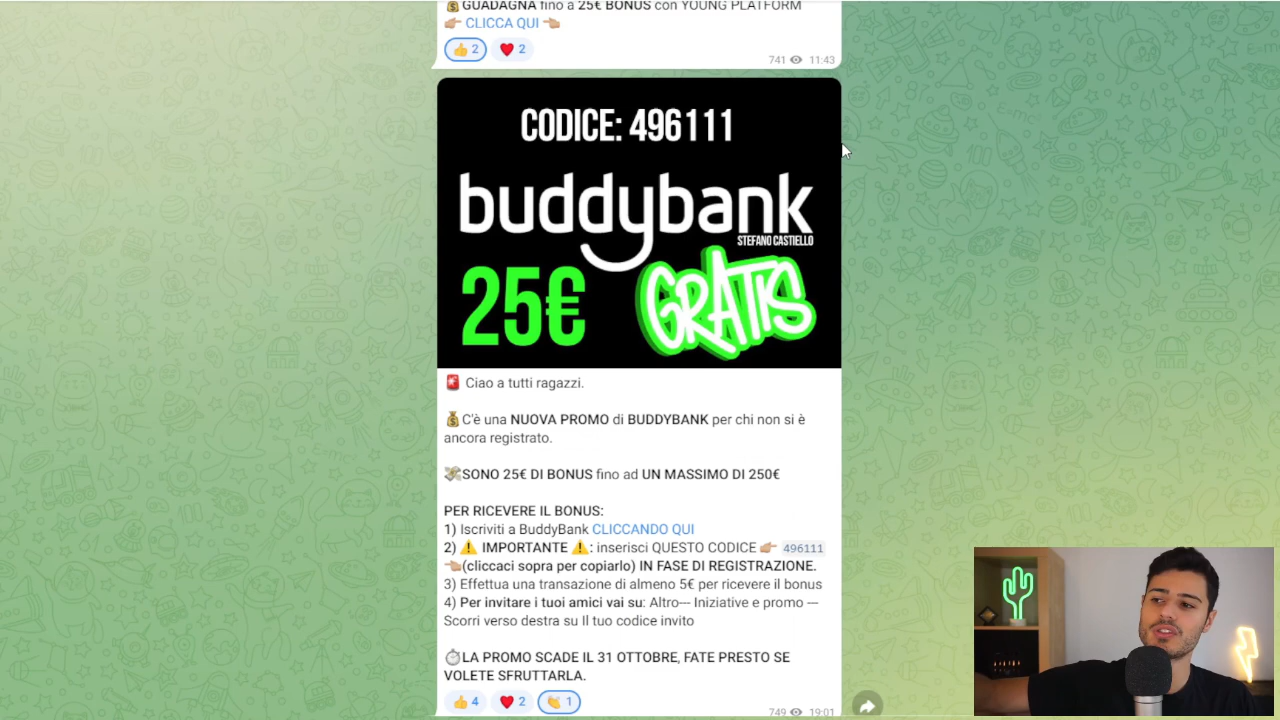 💰 GUADAGNA fino a 25€ BONUS con YOUNG PLATFORM
👉🏼 CLICCA QUI 👈🏼
👍 2 ❤️ 2
741 11:43
CODICE: 496111
buddybank
STEFANO CASTIELLO
25€ GRATIS
🚨 Ciao a tutti ragazzi.
💰C'è una NUOVA PROMO di BUDDYBANK per chi non si è
ancora registrato.
💸SONO 25€ DI BONUS fino ad UN MASSIMO DI 250€
PER RICEVERE IL BONUS:
1) Iscriviti a BuddyBank CLICCANDO QUI
2) ⚠️ IMPORTANTE ⚠️: inserisci QUESTO CODICE 👉🏼 496111
👈🏼(cliccaci sopra per copiarlo) IN FASE DI REGISTRAZIONE.
3) Effettua una transazione di almeno 5€ per ricevere il bonus
4) Per invitare i tuoi amici vai su: Altro--- Iniziative e promo ---
Scorri verso destra su Il tuo codice invito
⏱LA PROMO SCADE IL 31 OTTOBRE, FATE PRESTO SE
VOLETE SFRUTTARLA.
👍 4 ❤️ 2 👏 1
749 19:01